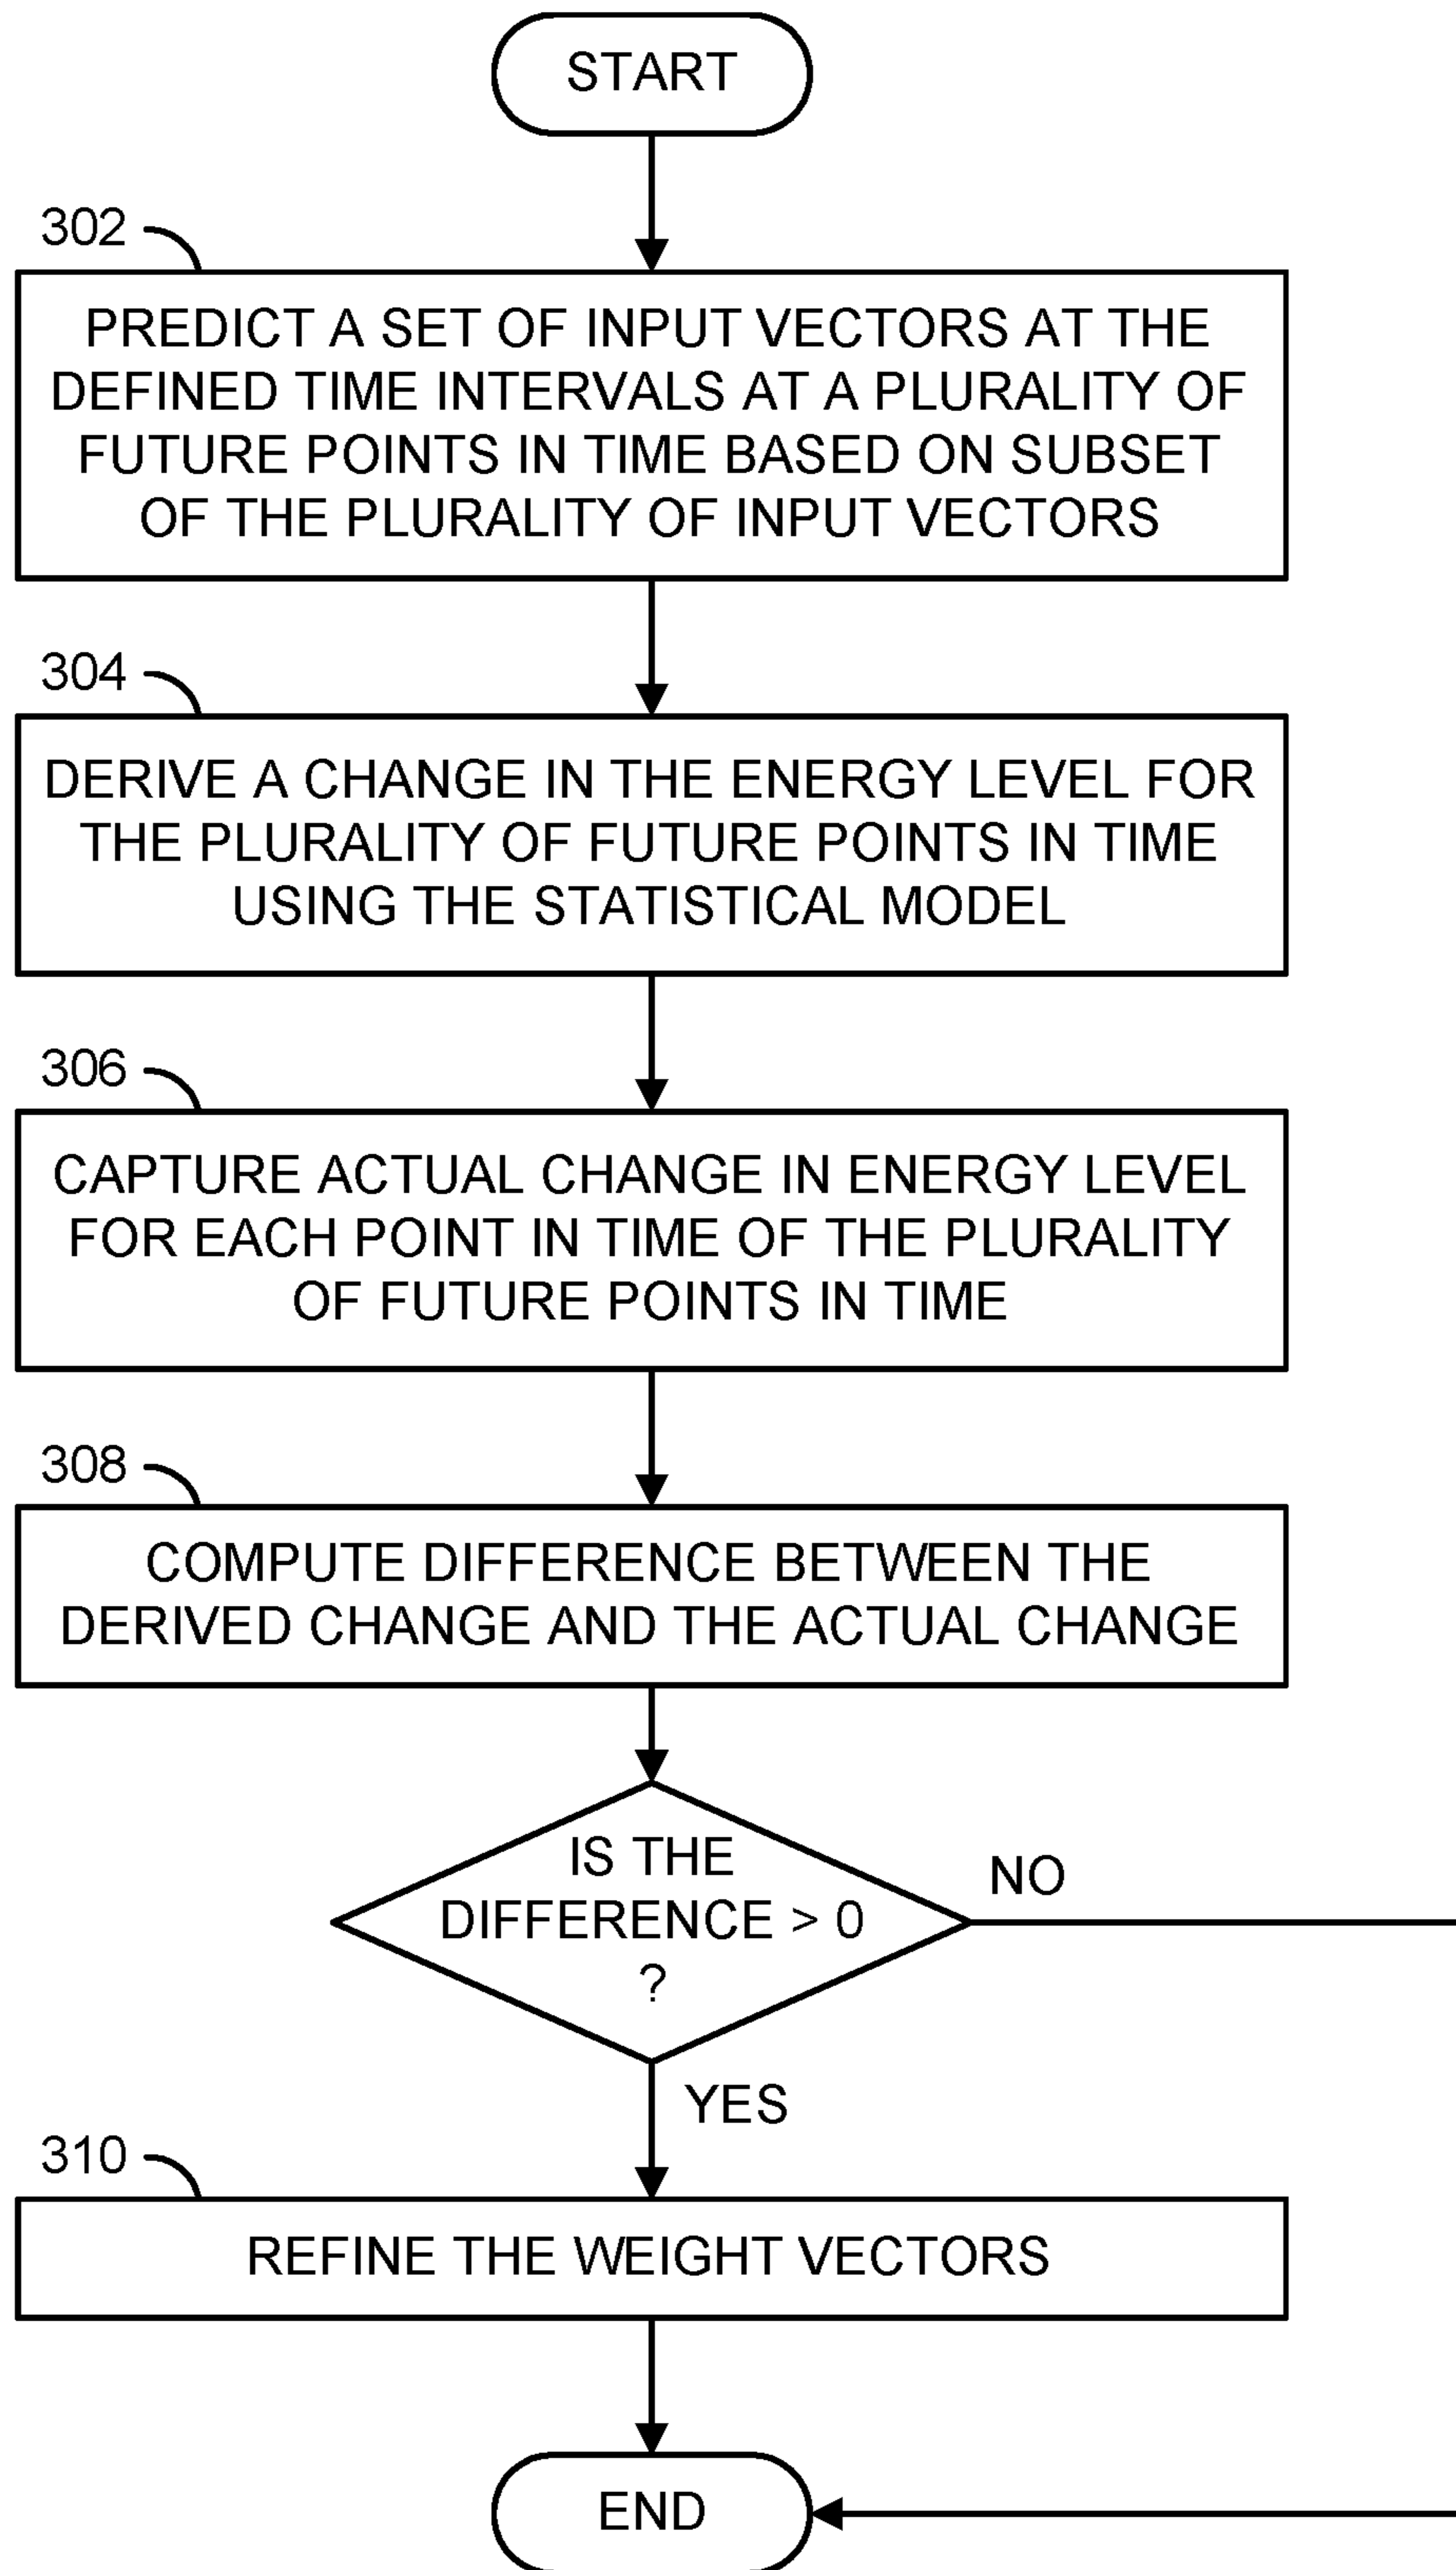 START
302
PREDICT A SET OF INPUT VECTORS AT THE
DEFINED TIME INTERVALS AT A PLURALITY OF
FUTURE POINTS IN TIME BASED ON SUBSET
OF THE PLURALITY OF INPUT VECTORS
304
DERIVE A CHANGE IN THE ENERGY LEVEL FOR
THE PLURALITY OF FUTURE POINTS IN TIME
USING THE STATISTICAL MODEL
306
CAPTURE ACTUAL CHANGE IN ENERGY LEVEL
FOR EACH POINT IN TIME OF THE PLURALITY
OF FUTURE POINTS IN TIME
308
COMPUTE DIFFERENCE BETWEEN THE
DERIVED CHANGE AND THE ACTUAL CHANGE
IS THE
DIFFERENCE > 0
?
NO
YES
310
REFINE THE WEIGHT VECTORS
END